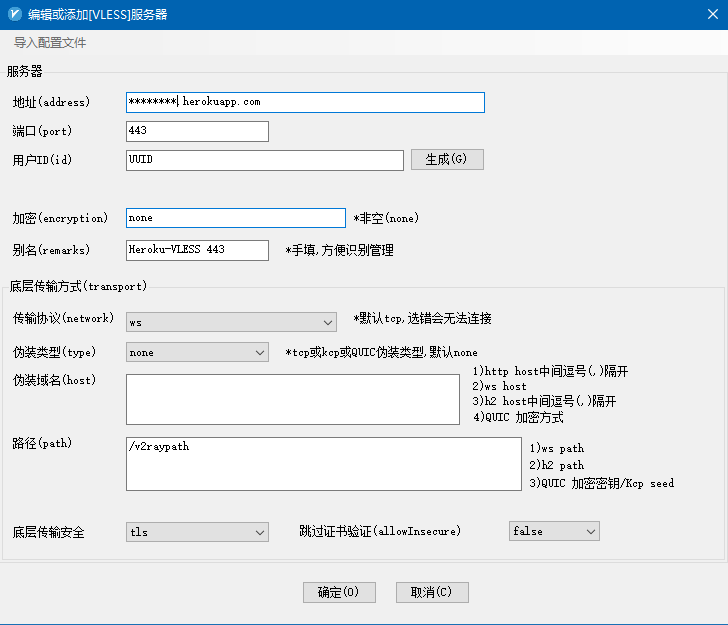 编辑或添加[VLESS]服务器
导入配置文件
服务器
地址(address) ********.herokuapp.com
端口(port) 443
用户ID(id) UUID 生成(G)
加密(encryption) none *非空(none)
别名(remarks) Heroku-VLESS 443 *手填,方便识别管理
底层传输方式(transport)
传输协议(network) ws *默认tcp,选错会无法连接
伪装类型(type) none *tcp或kcp或QUIC伪装类型,默认none
伪装域名(host)
1)http host中间逗号(,)隔开
2)ws host
3)h2 host中间逗号(,)隔开
4)QUIC 加密方式
路径(path) /v2raypath
1)ws path
2)h2 path
3)QUIC 加密密钥/Kcp seed
底层传输安全 tls 跳过证书验证(allowInsecure) false
确定(O) 取消(C)